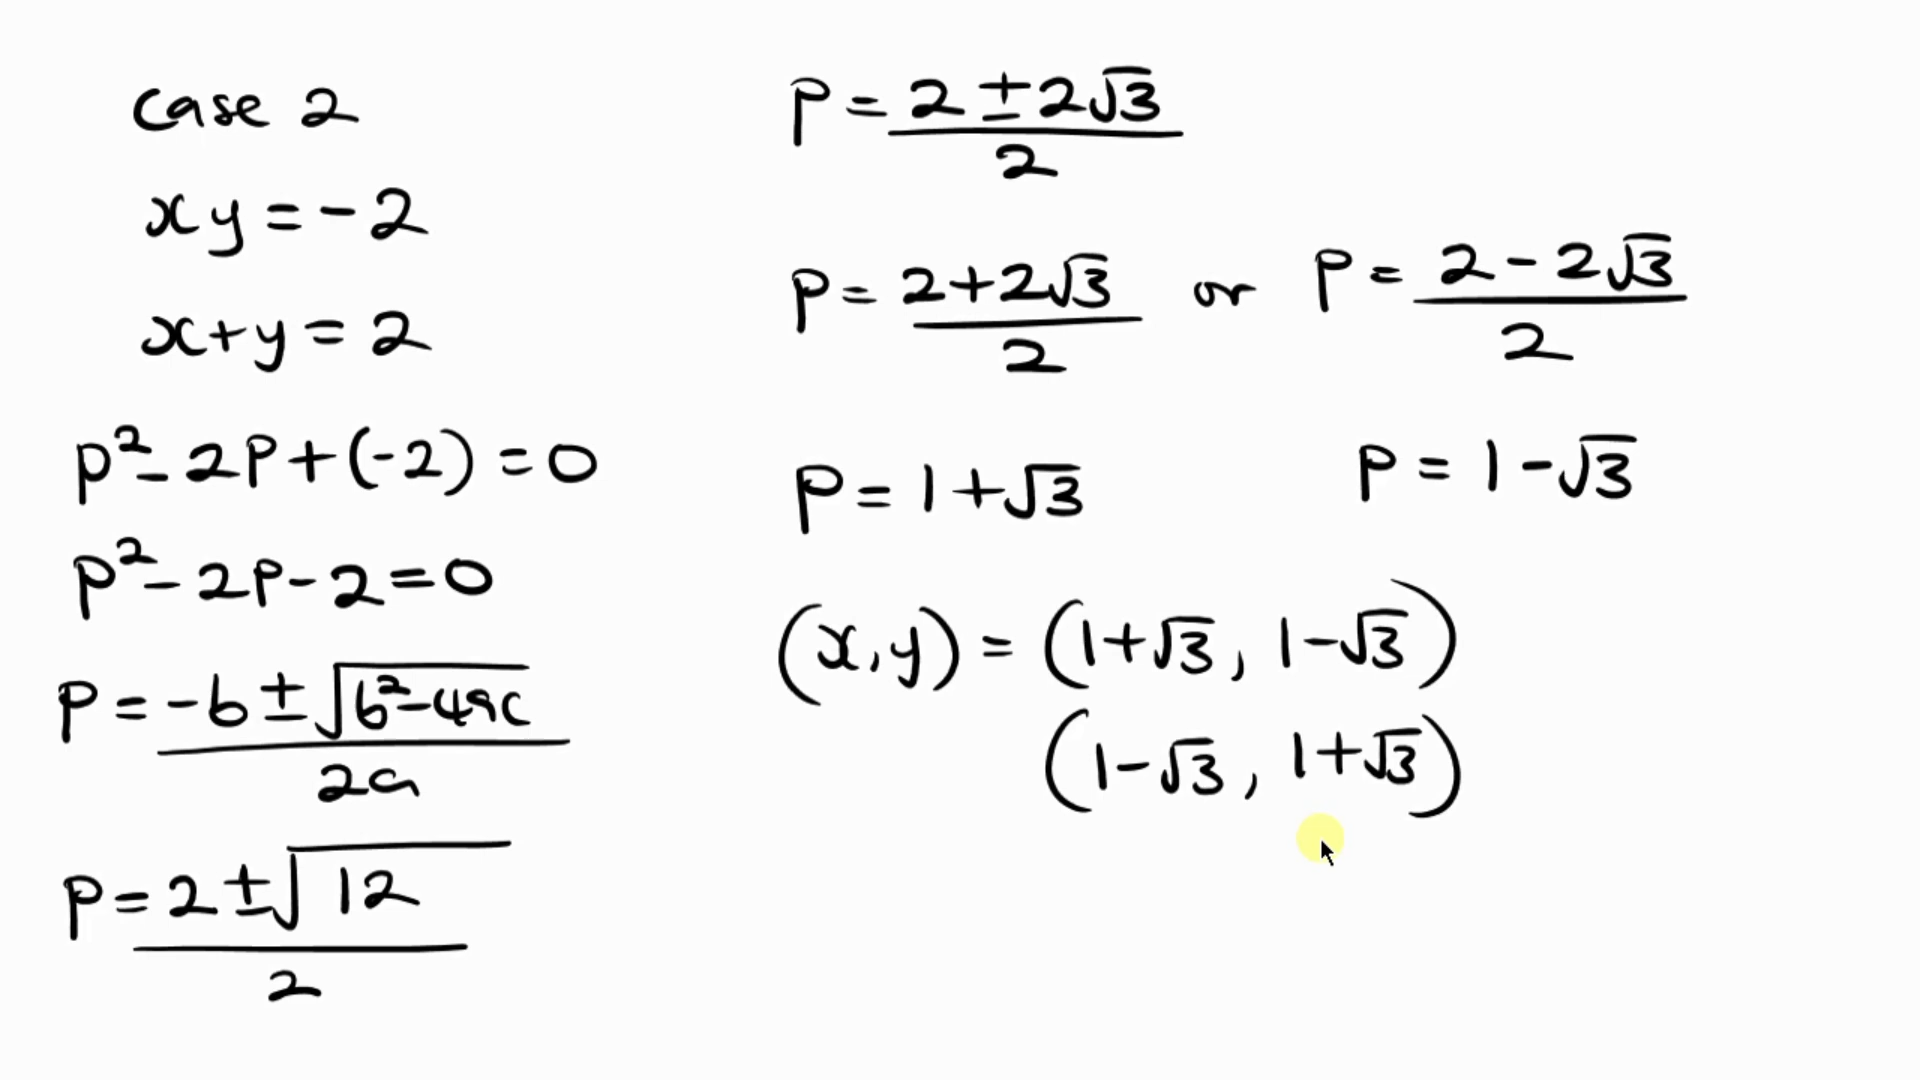 case 2
xy = -2
x+y = 2
p² - 2p + (-2) = 0
p² - 2p - 2 = 0
p = (-b ± √(b² - 4ac)) / 2a
p = (2 ± √12) / 2
p = (2 ± 2√3) / 2
p = (2 + 2√3) / 2 or p = (2 - 2√3) / 2
p = 1 + √3 p = 1 - √3
(x, y) = (1+√3, 1-√3)
(1-√3, 1+√3)